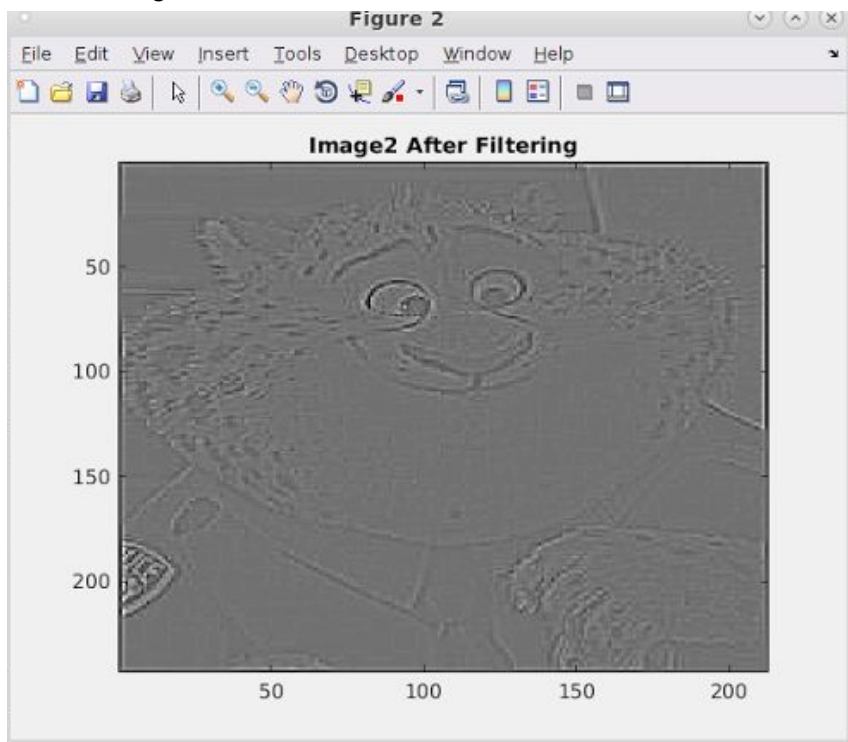 Figure 2
File Edit View Insert Tools Desktop Window Help
Image2 After Filtering
50
100
150
200
50 100 150 200